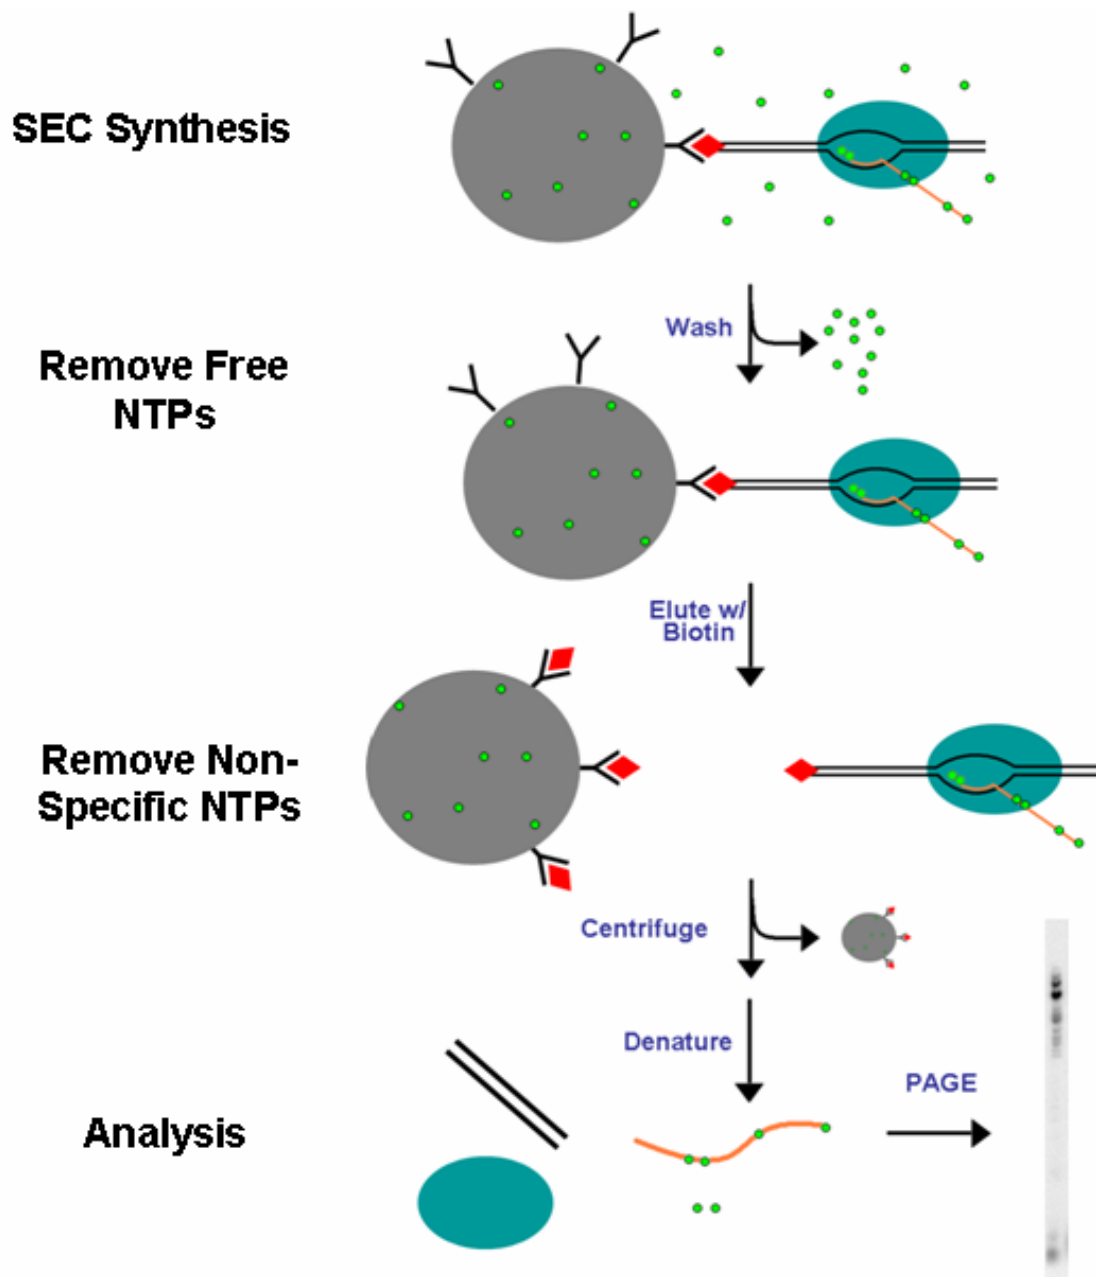 SEC Synthesis
Wash
Remove Free
NTPs
Elute w/
Biotin
Remove Non-
Specific NTPs
Centrifuge
Denature
PAGE
Analysis